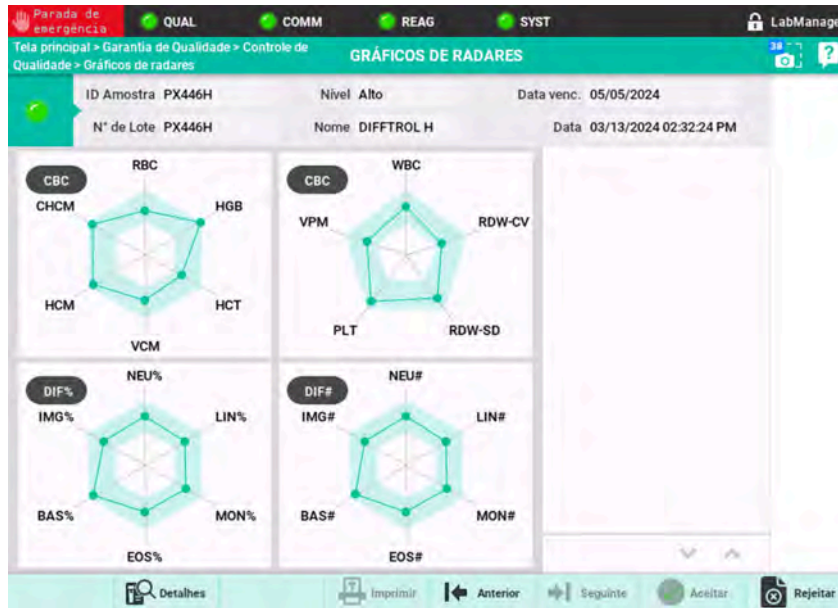 Parada de
emergência
QUAL
COMM
REAG
SYST
LabManage
Tela principal > Garantia de Qualidade > Controle de
Qualidade > Gráficos de radares
GRÁFICOS DE RADARES
38
?
ID Amostra PX446H
Nível Alto
Data venc. 05/05/2024
N° de Lote PX446H
Nome DIFFTROL H
Data 03/13/2024 02:32:24 PM
CBC
RBC
HGB
HCT
VCM
HCM
CHCM
CBC
WBC
RDW-CV
RDW-SD
PLT
VPM
DIF%
NEU%
LIN%
MON%
EOS%
BAS%
IMG%
DIF#
NEU#
LIN#
MON#
EOS#
BAS#
IMG#
Detalhes
Imprimir
Anterior
Seguinte
Aceitar
Rejeitar